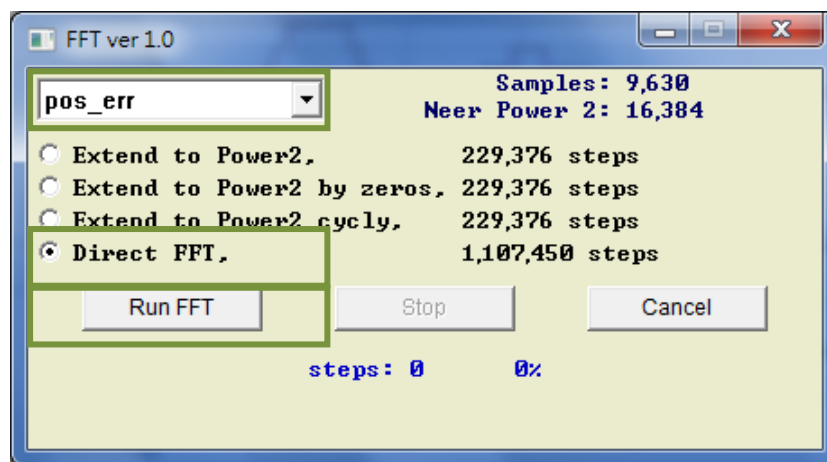 FFT ver 1.0
pos_err
Samples: 9,630
Neer Power 2: 16,384
Extend to Power2, 229,376 steps
Extend to Power2 by zeros, 229,376 steps
Extend to Power2 cycly, 229,376 steps
Direct FFT, 1,107,450 steps
Run FFT Stop Cancel
steps: 0 0%